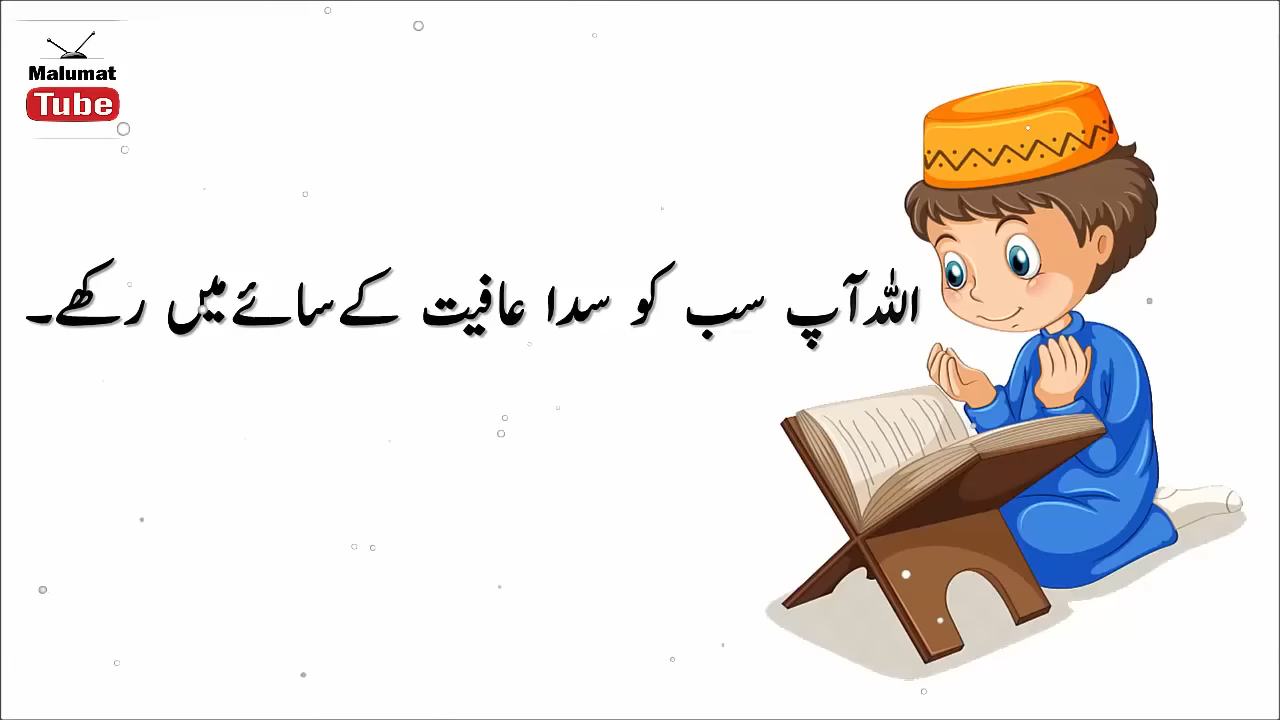 Malumat
Tube
اللہ آپ سب کو سدا عافیت کے سائے میں رکھے۔